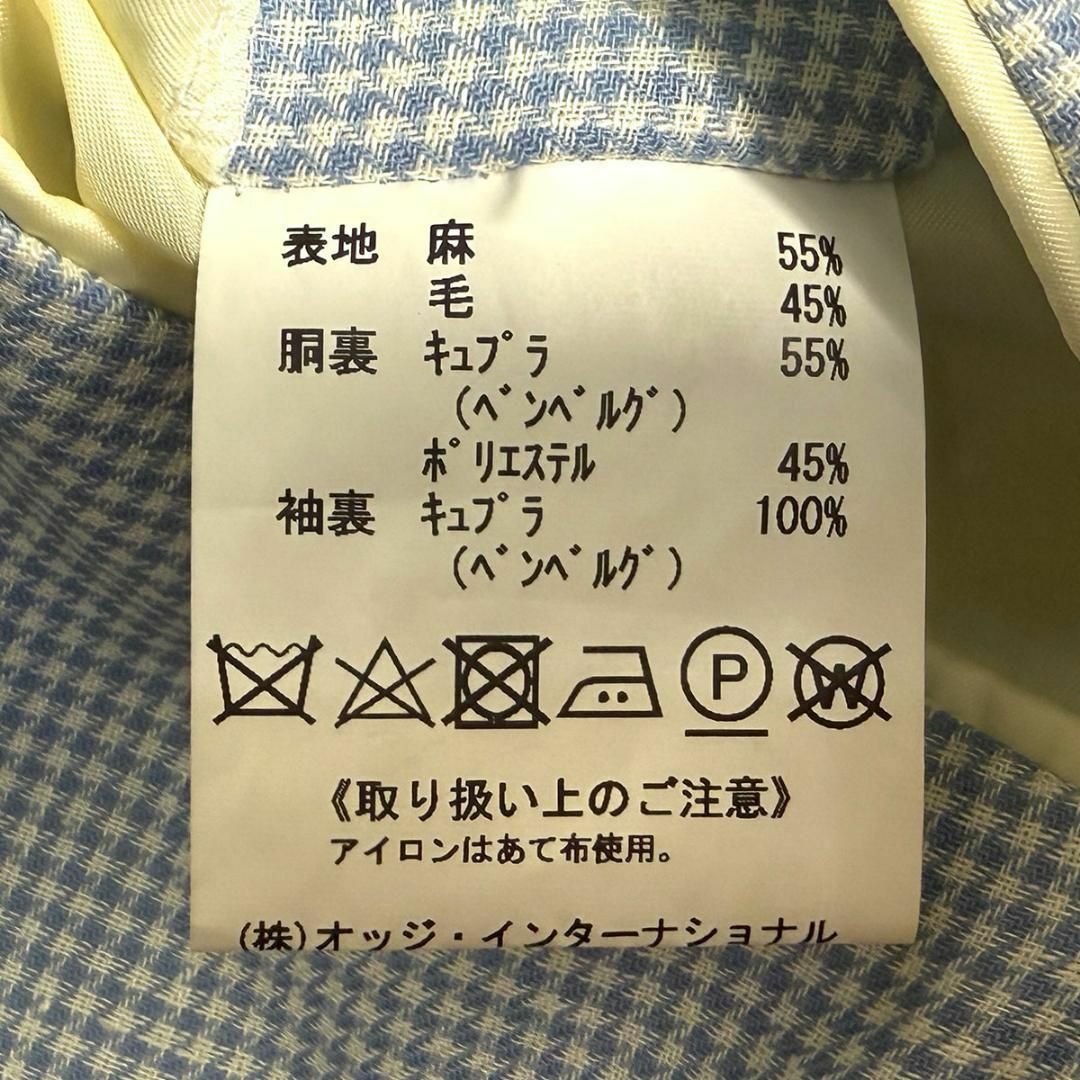 表地 麻 55%
毛 45%
胴裏 ｷｭﾌﾟﾗ 55%
(ﾍﾞﾝﾍﾞﾙｸﾞ)
ﾎﾟﾘｴｽﾃﾙ 45%
袖裏 ｷｭﾌﾟﾗ 100%
(ﾍﾞﾝﾍﾞﾙｸﾞ)
P W
《取り扱い上のご注意》
アイロンはあて布使用。
(株)オッジ・インターナショナル